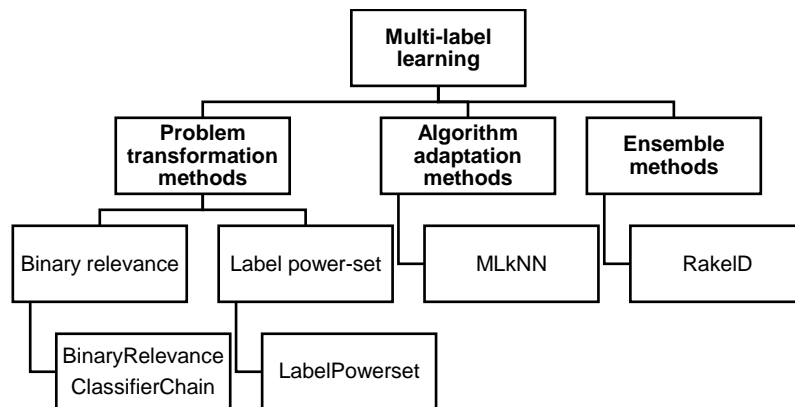 Multi-label
learning
Problem
transformation
methods
Algorithm
adaptation
methods
Ensemble
methods
Binary relevance
Label power-set
MLkNN
RakelD
BinaryRelevance
ClassifierChain
LabelPowerset